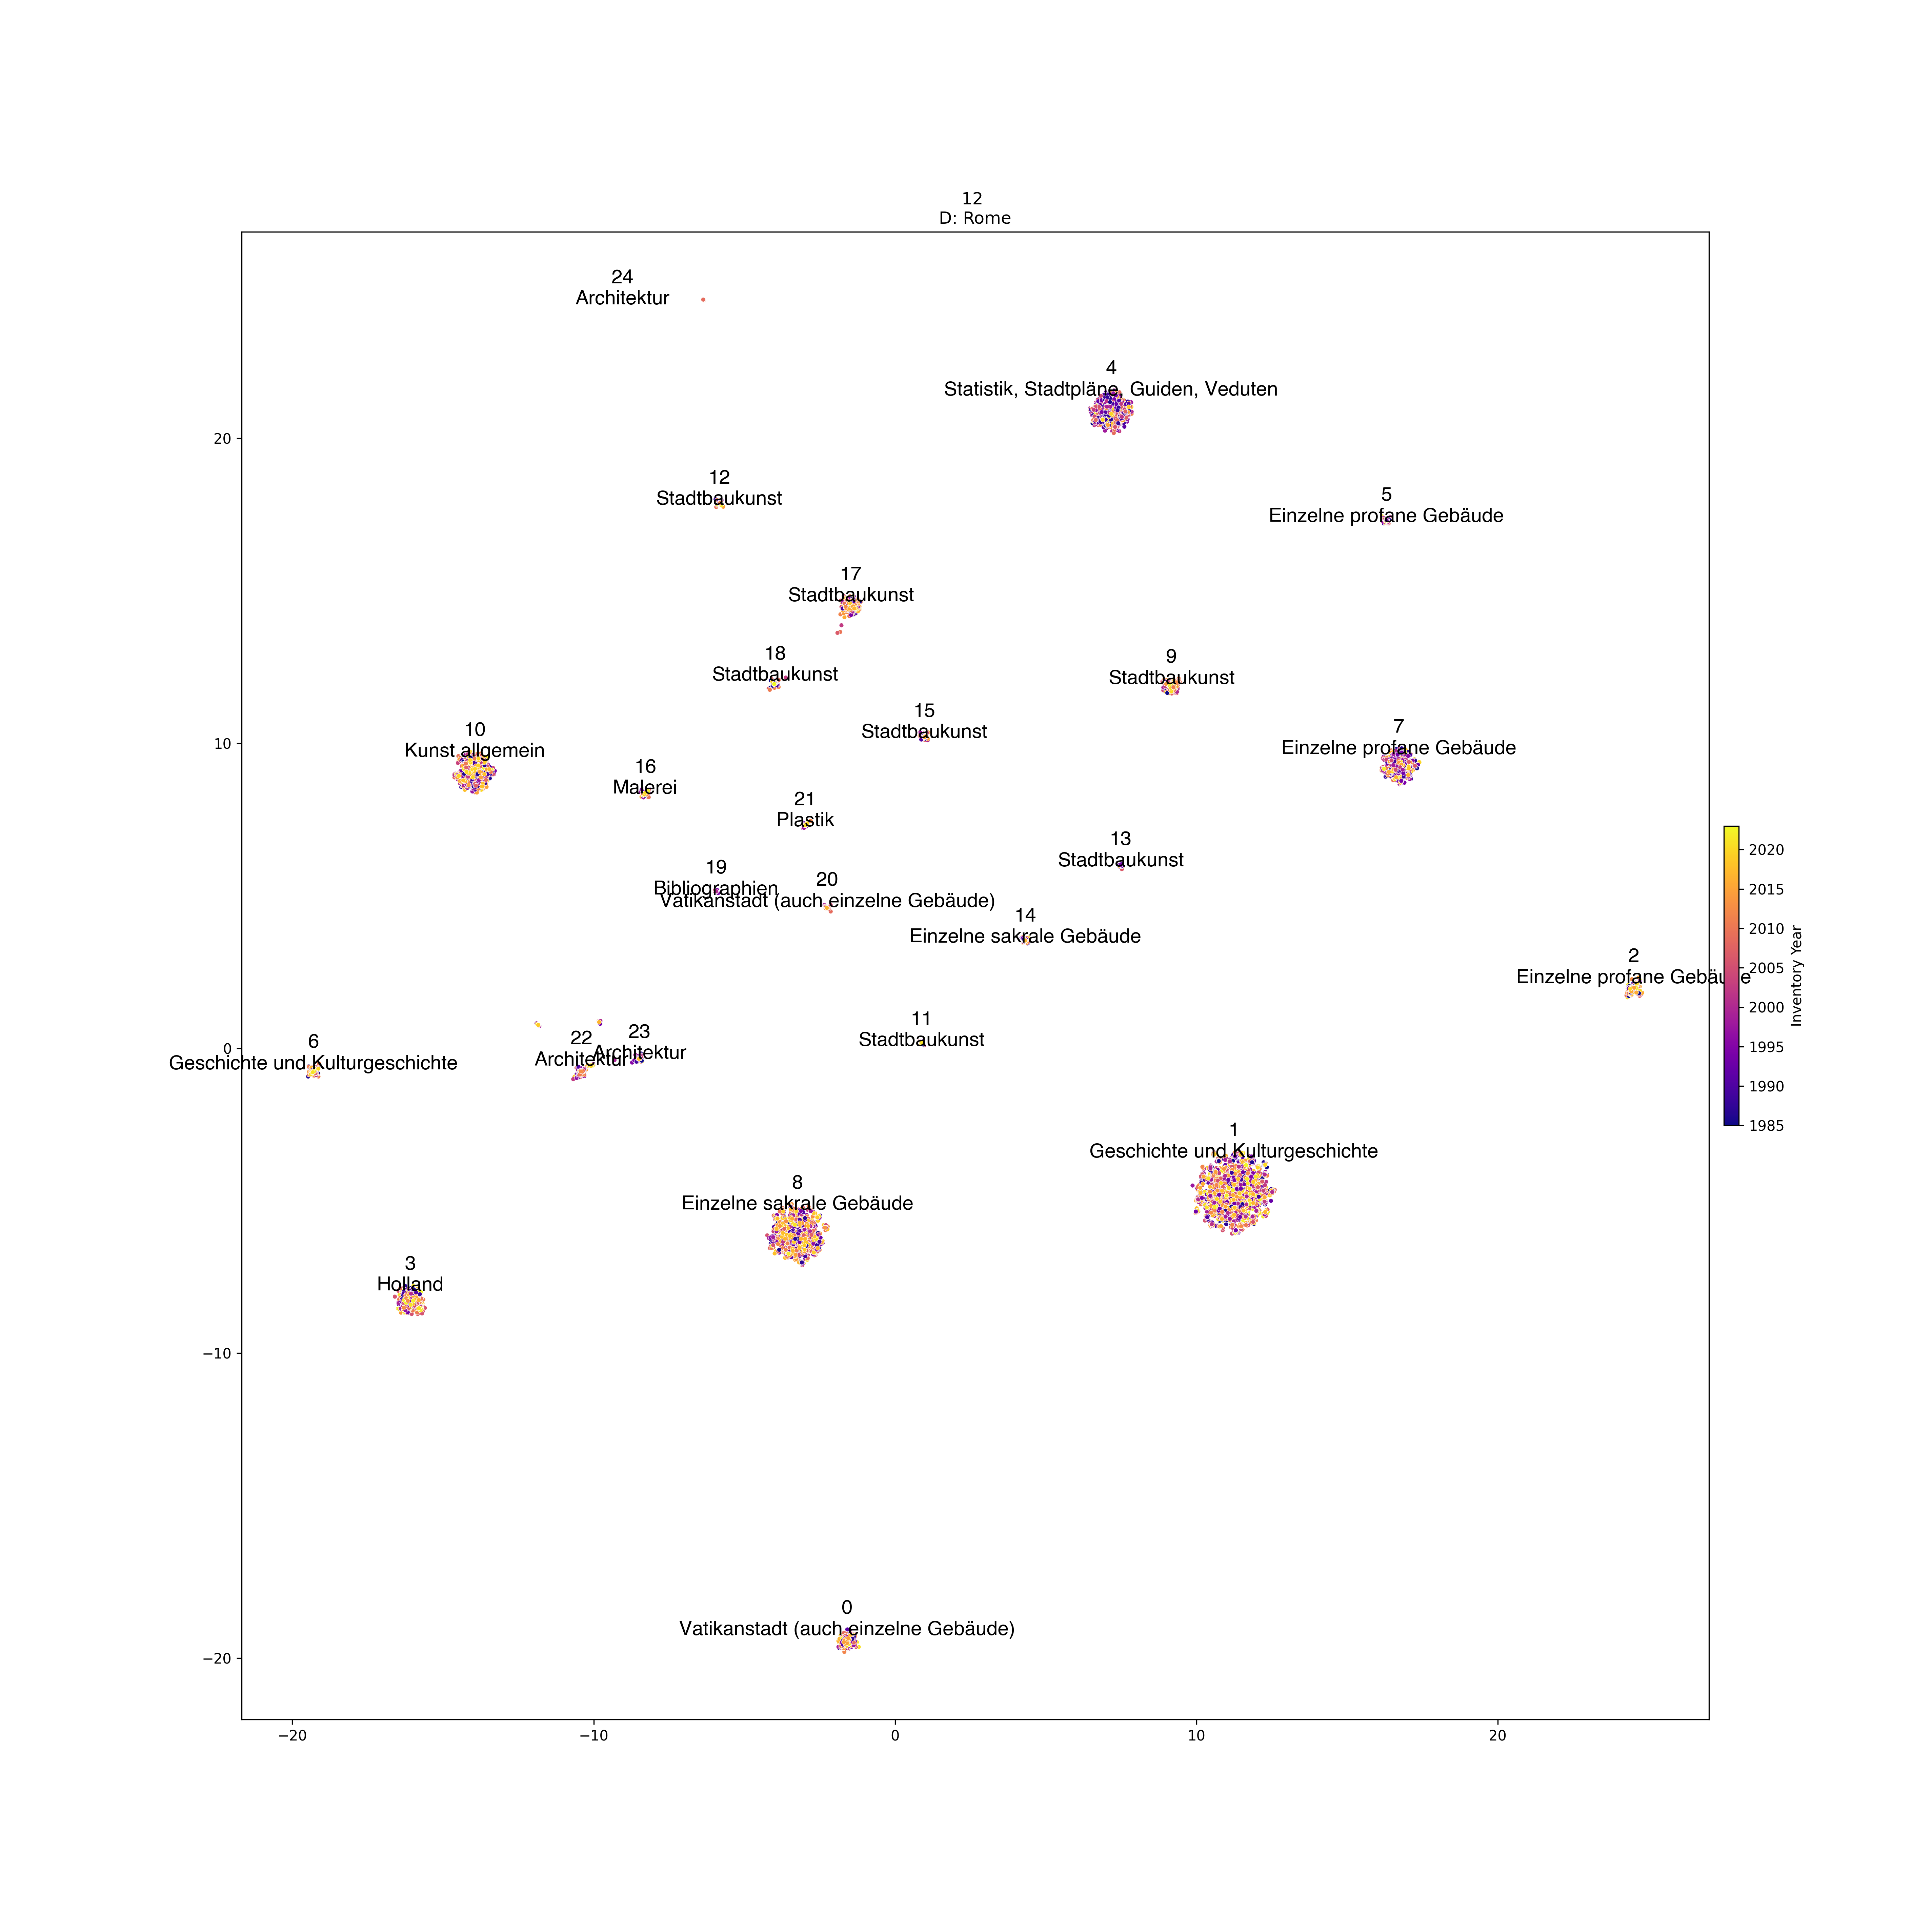 12
D: Rome
24
Architektur
4
Statistik, Stadtpläne, Guiden, Veduten
20
12
Stadtbaukunst
5
Einzelne profane Gebäude
17
Stadtbaukunst
18
Stadtbaukunst
9
Stadtbaukunst
15
Stadtbaukunst
10
10
Kunst allgemein
7
Einzelne profane Gebäude
16
Malerei
21
Plastik
13
Stadtbaukunst
19
Bibliographien
20
Vatikanstadt (auch einzelne Gebäude)
14
Einzelne sakrale Gebäude
2
Einzelne profane Gebäude
11
Stadtbaukunst
0
6
Geschichte und Kulturgeschichte
22
Architektur
23
Architektur
1
Geschichte und Kulturgeschichte
8
Einzelne sakrale Gebäude
3
Holland
−10
0
Vatikanstadt (auch einzelne Gebäude)
−20
−20
−10
0
10
20
2020
2015
2010
2005
2000
1995
1990
1985
Inventory Year